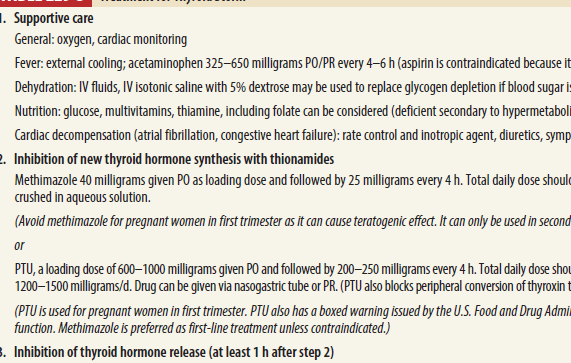 1. Supportive care
General: oxygen, cardiac monitoring
Fever: external cooling; acetaminophen 325–650 milligrams PO/PR every 4–6 h (aspirin is contraindicated because it
Dehydration: IV fluids, IV isotonic saline with 5% dextrose may be used to replace glycogen depletion if blood sugar is
Nutrition: glucose, multivitamins, thiamine, including folate can be considered (deficient secondary to hypermetaboli
Cardiac decompensation (atrial fibrillation, congestive heart failure): rate control and inotropic agent, diuretics, symp
2. Inhibition of new thyroid hormone synthesis with thionamides
Methimazole 40 milligrams given PO as loading dose and followed by 25 milligrams every 4 h. Total daily dose should
crushed in aqueous solution.
(Avoid methimazole for pregnant women in first trimester as it can cause teratogenic effect. It can only be used in second
or
PTU, a loading dose of 600–1000 milligrams given PO and followed by 200–250 milligrams every 4 h. Total daily dose shou
1200–1500 milligrams/d. Drug can be given via nasogastric tube or PR. (PTU also blocks peripheral conversion of thyroxin t
(PTU is used for pregnant women in first trimester. PTU also has a boxed warning issued by the U.S. Food and Drug Admin
function. Methimazole is preferred as first-line treatment unless contraindicated.)
3. Inhibition of thyroid hormone release (at least 1 h after step 2)